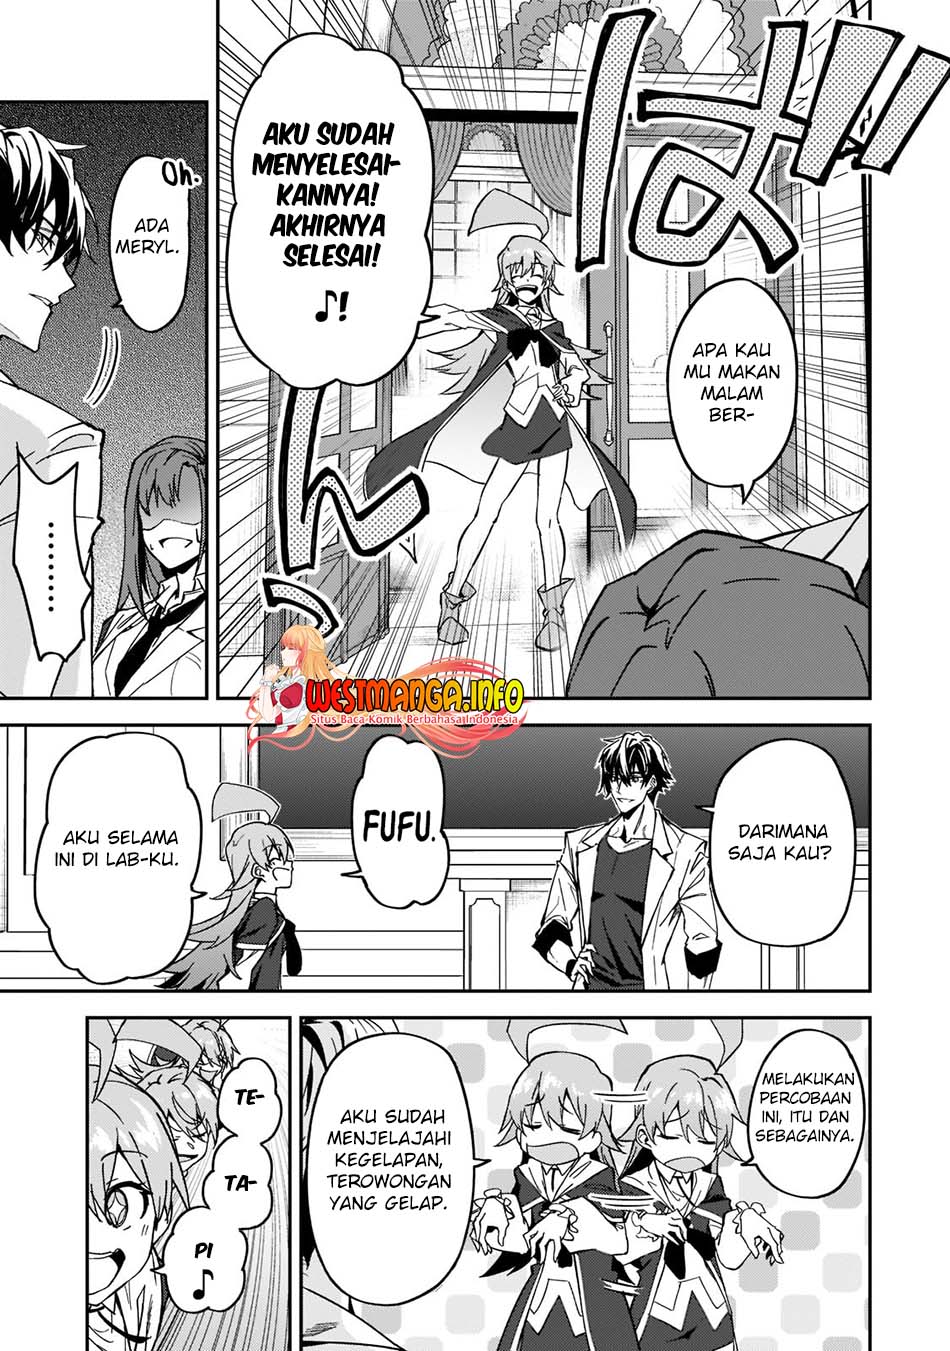 ば!!
APA KAU
MU MAKAN
MALAM
BER-
AKU SUDAH
MENYELESAI-
KANNYA!
AKHIRNYA
SELESAI!
♪!
ーん
Oh.
ADA
MERYL.
........
WESTMANGA.INFO
Situs Baca Komik Berbahasa Indonesia
DARIMANA
SAJA KAU?
FUFU.
AKU SELAMA
INI DI LAB-KU.
MELAKUKAN
PERCOBAAN
INI, ITU DAN
SEBAGAINYA.
AKU SUDAH
MENJELAJAHI
KEGELAPAN,
TEROWONGAN
YANG GELAP.
TE-
TA-
PI
♪